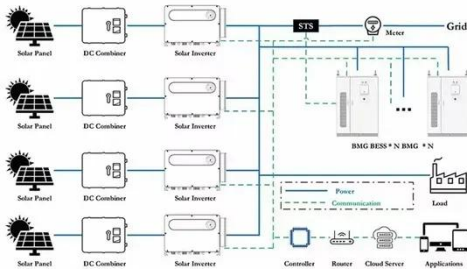 STS
Meter
Grid
Solar Panel
DC Combiner
Solar Inverter
Solar Panel
DC Combiner
Solar Inverter
BMG BESS * N BMG * N
Solar Panel
DC Combiner
Solar Inverter
Power
Communication
Load
Solar Panel
DC Combiner
Solar Inverter
Controller
Router
Cloud Server
Applications